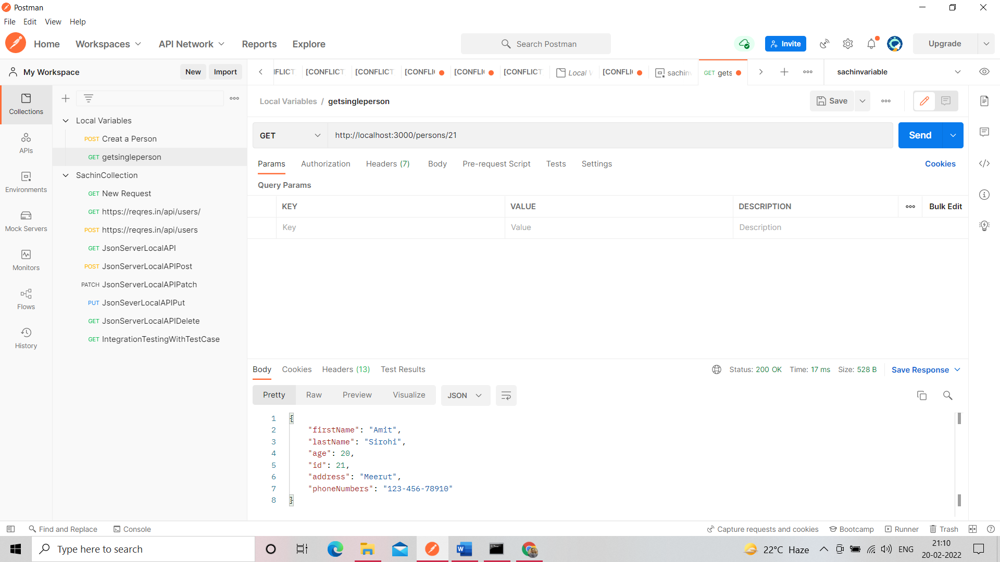 Postman
File Edit View Help
Home Workspaces API Network Reports Explore Search Postman Invite Upgrade
My Workspace New Import
NFLICT [CONFLICT [CONFLICT [CONFLI [CONFLI [CONFLICT Local V [CONFLI sachinv GET gets sachinvariable
Collections
APIs
Environments
Mock Servers
Monitors
Flows
History
Local Variables
POST Creat a Person
GET getsingleperson
SachinCollection
GET New Request
GET https://reqres.in/api/users/
POST https://reqres.in/api/users
GET JsonServerLocalAPI
POST JsonServerLocalAPIPost
PATCH JsonServerLocalAPIPatch
PUT JsonSeverLocalAPIPut
GET JsonServerLocalAPIDelete
GET IntegrationTestingWithTestCase
Local Variables / getsingleperson Save
GET http://localhost:3000/persons/21 Send
Params Authorization Headers (7) Body Pre-request Script Tests Settings Cookies
Query Params
KEY VALUE DESCRIPTION Bulk Edit
Key Value Description
Body Cookies Headers (13) Test Results Status: 200 OK Time: 17 ms Size: 528 B Save Response
Pretty Raw Preview Visualize JSON
1 {
2 "firstName": "Amit",
3 "lastName": "Sirohi",
4 "age": 20,
5 "id": 21,
6 "address": "Meerut",
7 "phoneNumbers": "123-456-78910"
8 }
Find and Replace Console Capture requests and cookies Bootcamp Runner Trash
Type here to search 22°C Haze ENG 21:10
20-02-2022